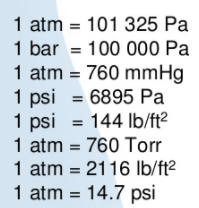 1 atm = 101 325 Pa
1 bar = 100 000 Pa
1 atm = 760 mmHg
1 psi = 6895 Pa
1 psi = 144 lb/ft²
1 atm = 760 Torr
1 atm = 2116 lb/ft²
1 atm = 14.7 psi